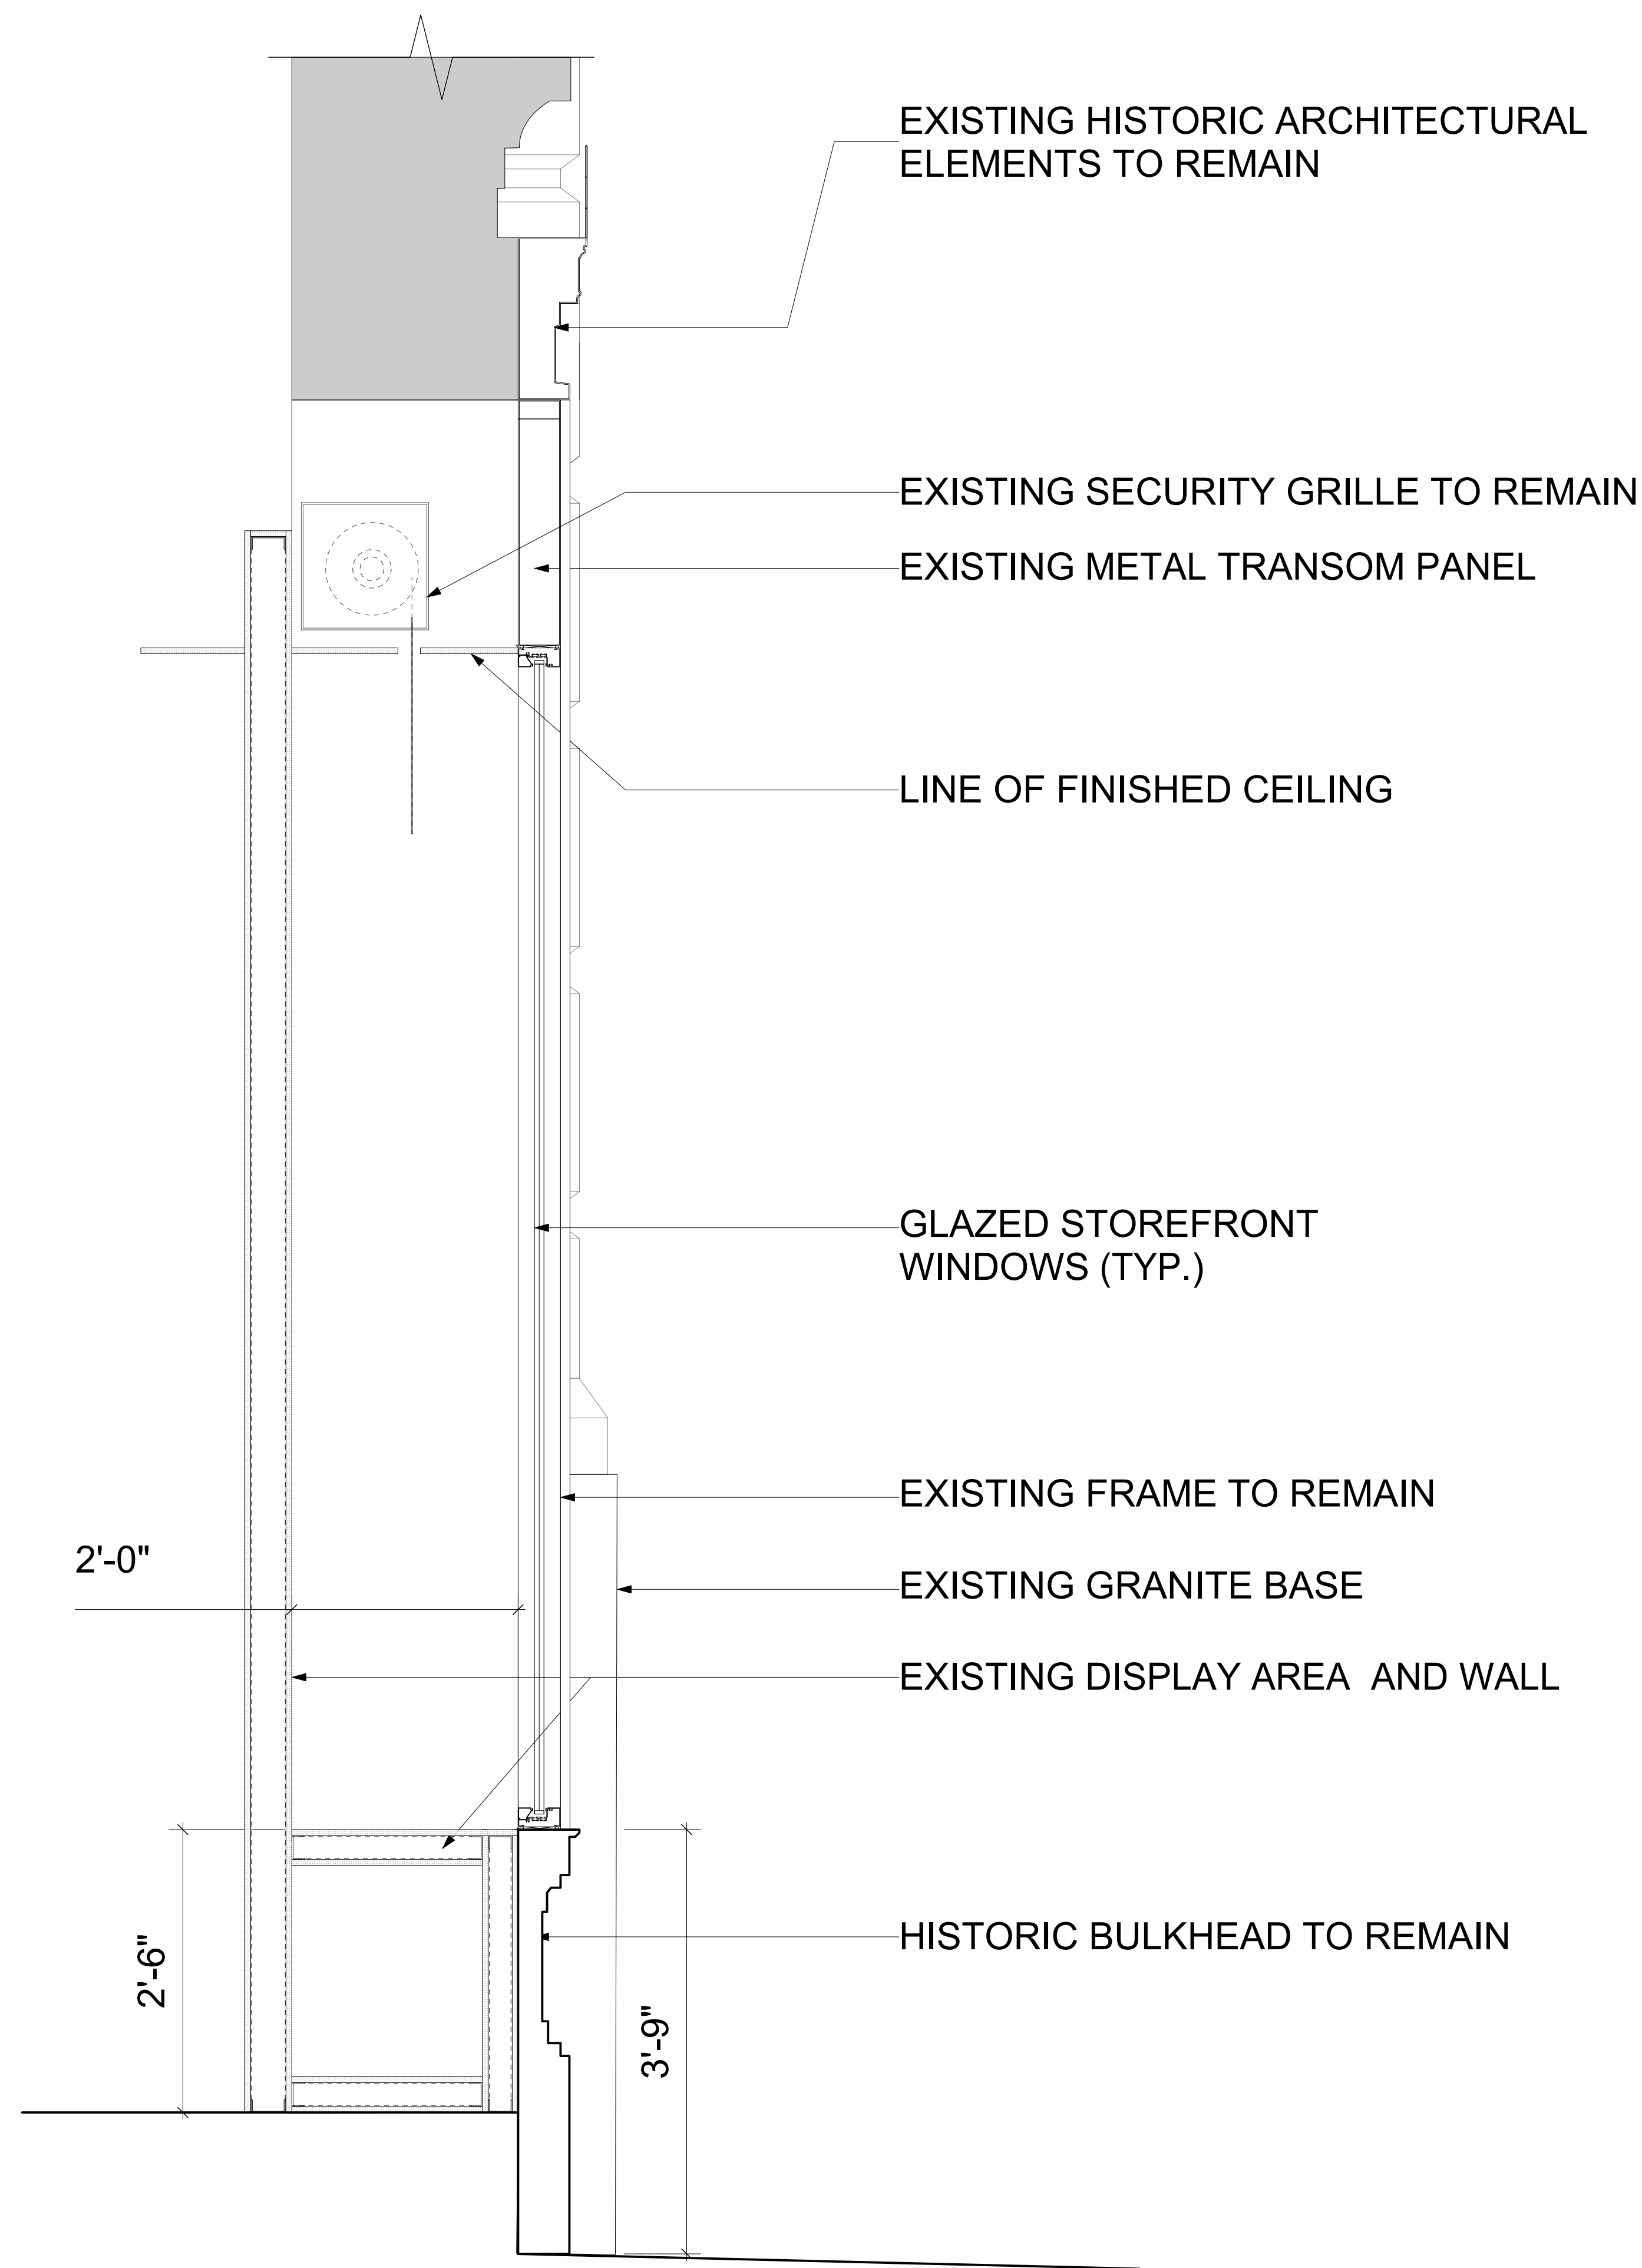 EXISTING HISTORIC ARCHITECTURAL
ELEMENTS TO REMAIN
EXISTING SECURITY GRILLE TO REMAIN
EXISTING METAL TRANSOM PANEL
LINE OF FINISHED CEILING
GLAZED STOREFRONT
WINDOWS (TYP.)
EXISTING FRAME TO REMAIN
2'-0"
EXISTING GRANITE BASE
EXISTING DISPLAY AREA  AND WALL
HISTORIC BULKHEAD TO REMAIN
2'-6"
3'-9"